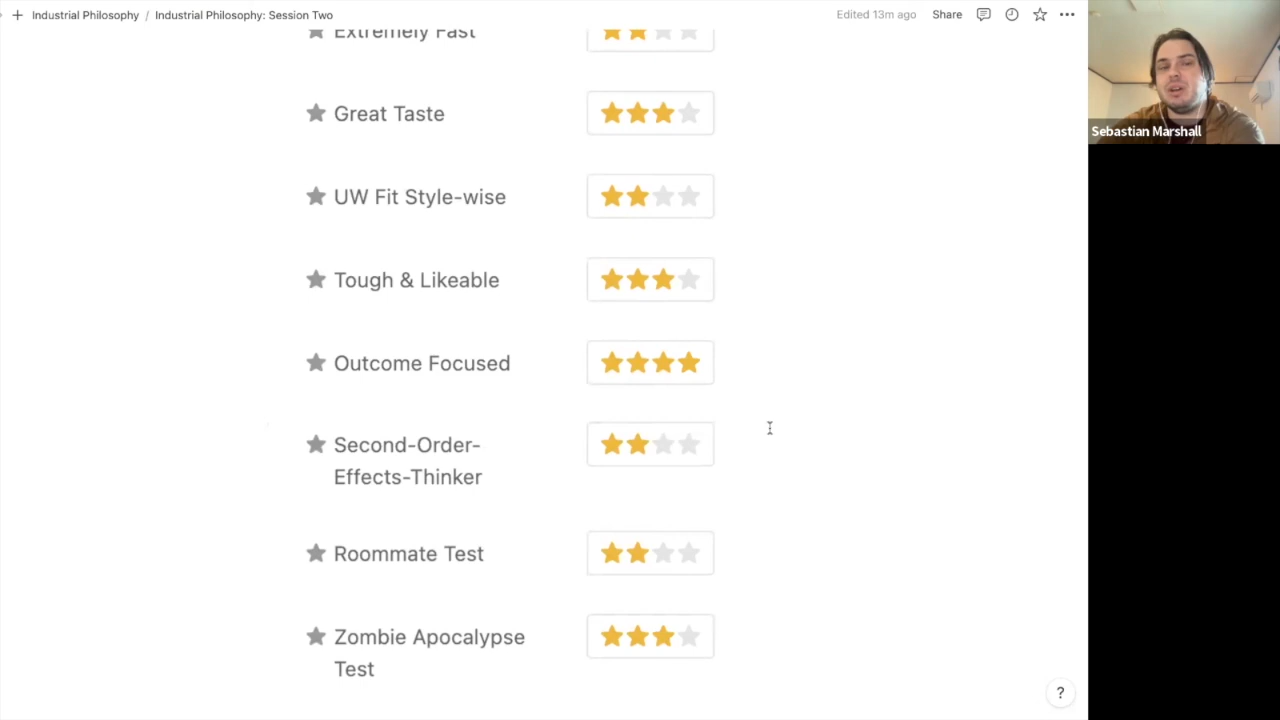 Industrial Philosophy / Industrial Philosophy: Session Two
Edited 13m ago
Share
Sebastian Marshall
Extremely Fast
Great Taste
UW Fit Style-wise
Tough & Likeable
Outcome Focused
Second-Order-
Effects-Thinker
Roommate Test
Zombie Apocalypse
Test
?